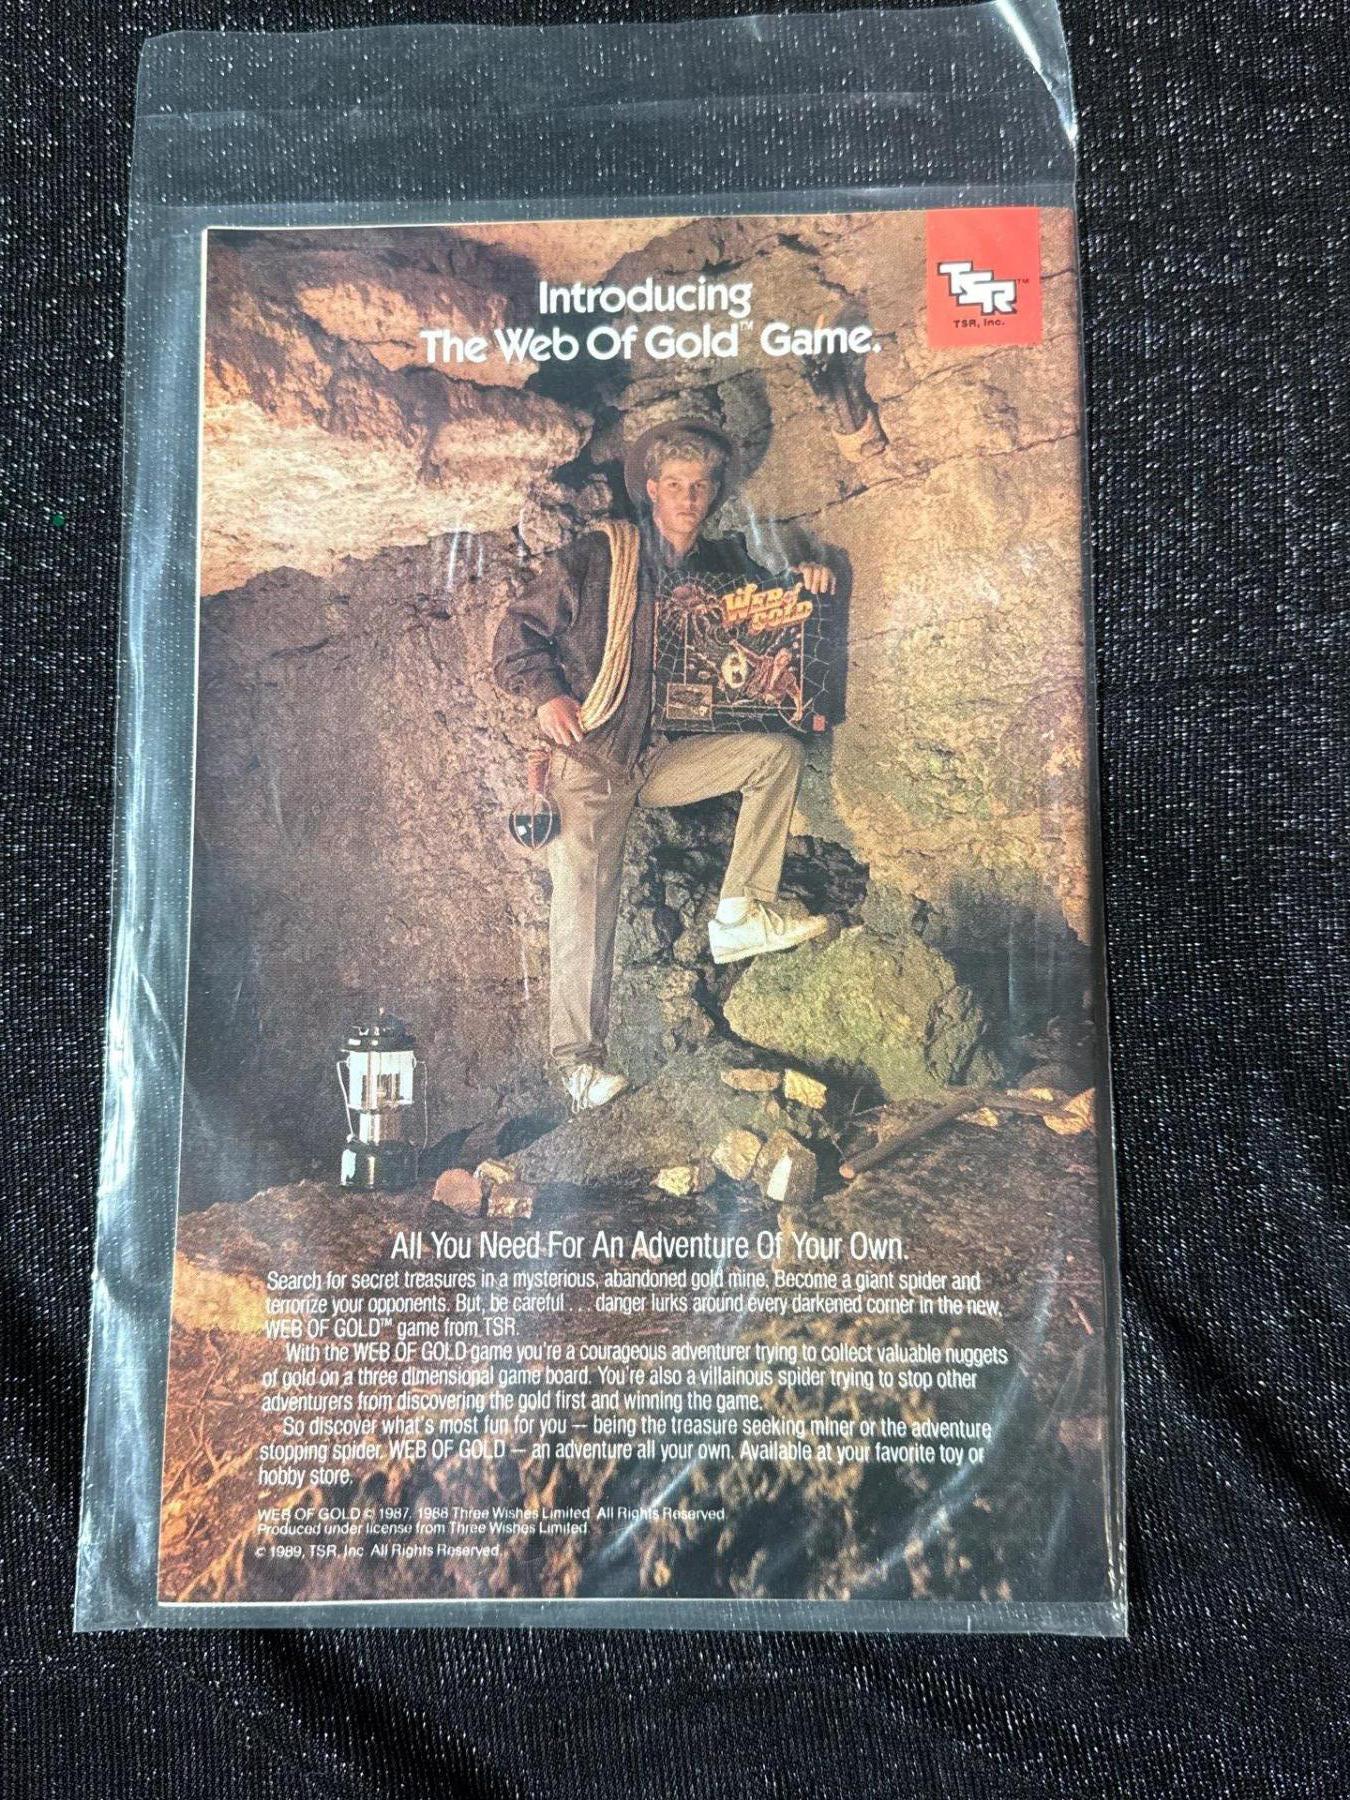 Introducing
The Web Of Gold™ Game.
TSR™
TSR, Inc.
WEB of
GOLD
All You Need For An Adventure Of Your Own.
Search for secret treasures in a mysterious, abandoned gold mine. Become a giant spider and
terrorize your opponents. But, be careful . . . danger lurks around every darkened corner in the new,
WEB OF GOLD™ game from TSR.
With the WEB OF GOLD game you're a courageous adventurer trying to collect valuable nuggets
of gold on a three dimensional game board. You're also a villainous spider trying to stop other
adventurers from discovering the gold first and winning the game.
So discover what's most fun for you — being the treasure seeking miner or the adventure
stopping spider. WEB OF GOLD — an adventure all your own. Available at your favorite toy or
hobby store.
WEB OF GOLD © 1987, 1988 Three Wishes Limited All Rights Reserved.
Produced under license from Three Wishes Limited
© 1989, TSR, Inc All Rights Reserved.